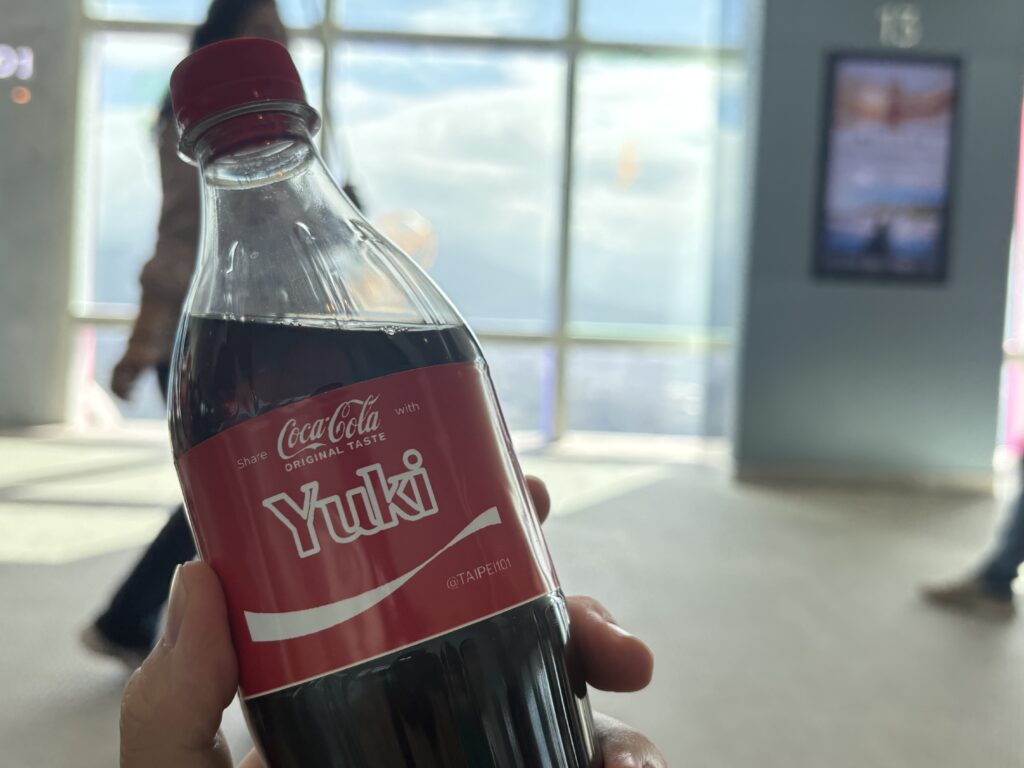 13
Share Coca-Cola with
ORIGINAL TASTE
Yuki
@TAIPEI101